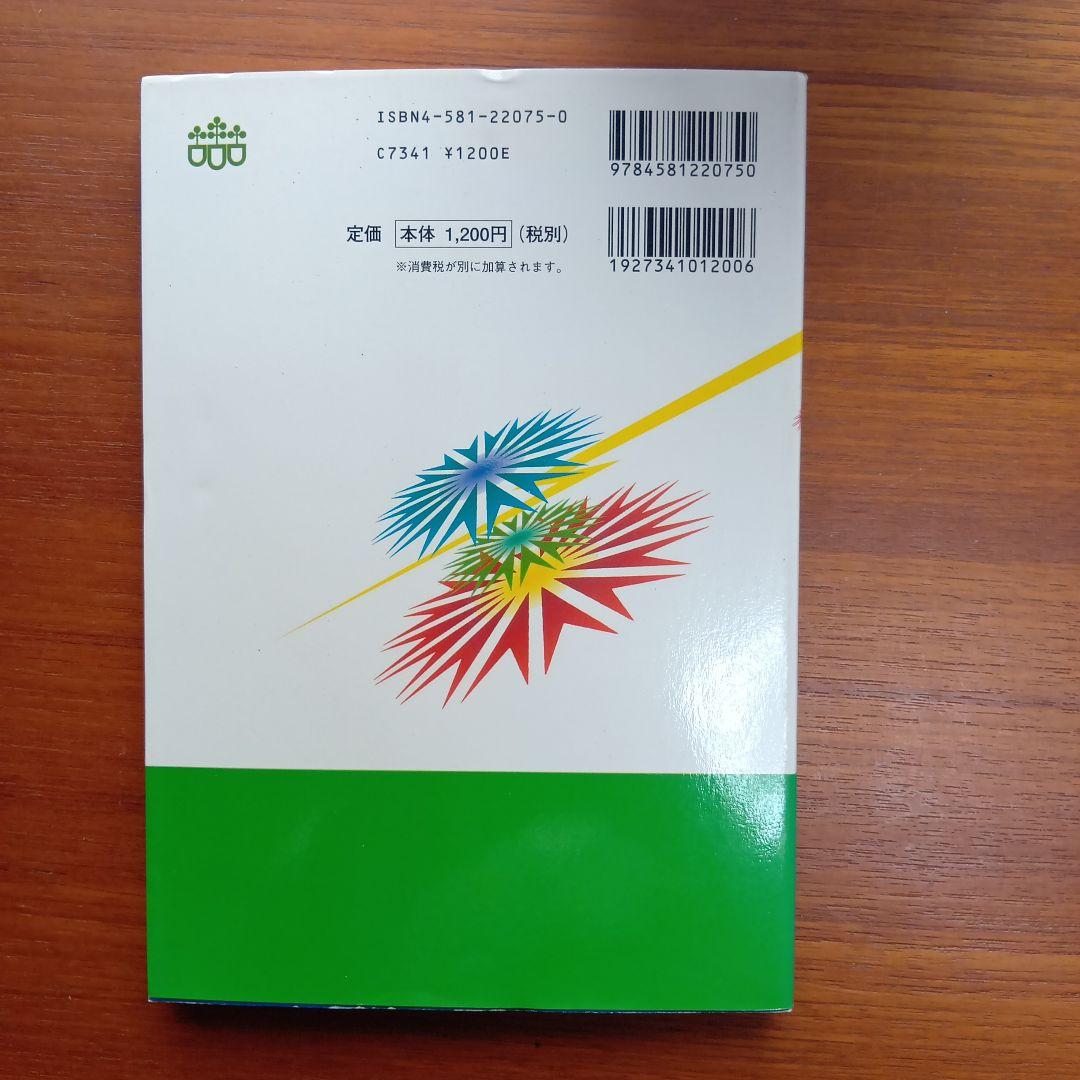 ISBN4-581-22075-0
C7341 ¥1200E
9784581220750
定価 本体 1,200円 (税別)
※消費税が別に加算されます。
1927341012006